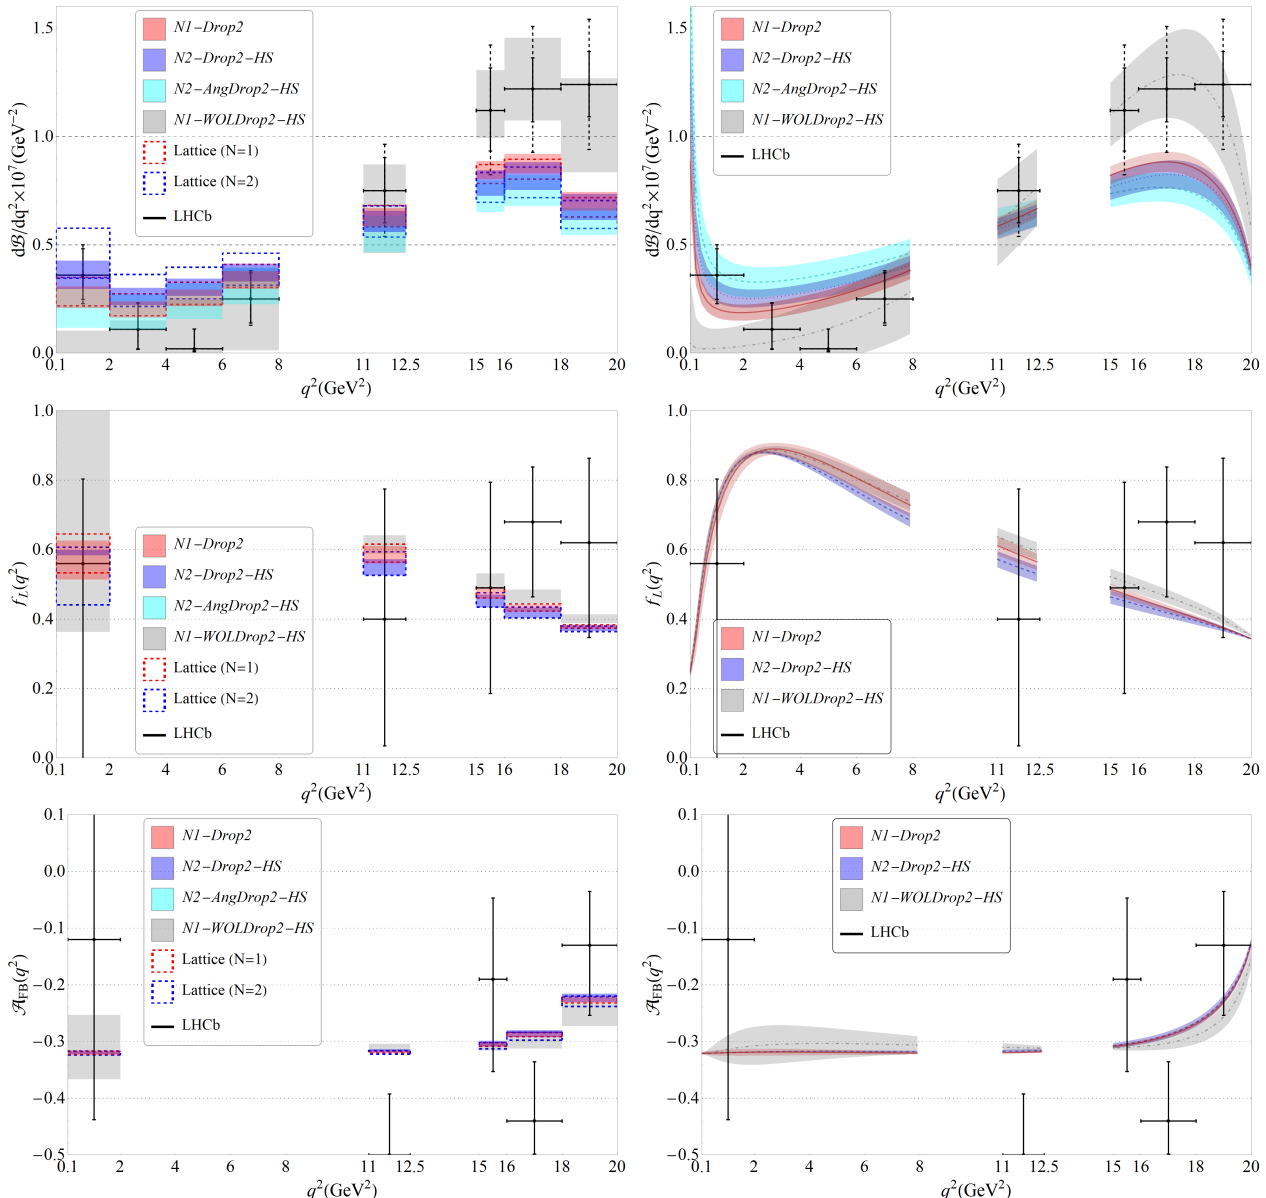 N1-Drop2
N2-Drop2-HS
N2-AngDrop2-HS
N1-WOLDrop2-HS
Lattice (N=1)
Lattice (N=2)
LHCb
dℬ/dq²×10⁷(GeV⁻²)
1.5
1.0
0.5
0.0
0.1 2 4 6 8 11 12.5 15 16 18 20
q²(GeV²)
N1-Drop2
N2-Drop2-HS
N2-AngDrop2-HS
N1-WOLDrop2-HS
LHCb
dℬ/dq²×10⁷(GeV⁻²)
1.5
1.0
0.5
0.0
0.1 2 4 6 8 11 12.5 15 16 18 20
q²(GeV²)
N1-Drop2
N2-Drop2-HS
N2-AngDrop2-HS
N1-WOLDrop2-HS
Lattice (N=1)
Lattice (N=2)
LHCb
f_L(q²)
1.0
0.8
0.6
0.4
0.2
0.0
0.1 2 4 6 8 11 12.5 15 16 18 20
q²(GeV²)
N1-Drop2
N2-Drop2-HS
N1-WOLDrop2-HS
LHCb
f_L(q²)
1.0
0.8
0.6
0.4
0.2
0.0
0.1 2 4 6 8 11 12.5 15 16 18 20
q²(GeV²)
N1-Drop2
N2-Drop2-HS
N2-AngDrop2-HS
N1-WOLDrop2-HS
Lattice (N=1)
Lattice (N=2)
LHCb
𝒜_FB(q²)
0.1
0.0
−0.1
−0.2
−0.3
−0.4
−0.5
0.1 2 4 6 8 11 12.5 15 16 18 20
q²(GeV²)
N1-Drop2
N2-Drop2-HS
N1-WOLDrop2-HS
LHCb
𝒜_FB(q²)
0.1
0.0
−0.1
−0.2
−0.3
−0.4
−0.5
0.1 2 4 6 8 11 12.5 15 16 18 20
q²(GeV²)